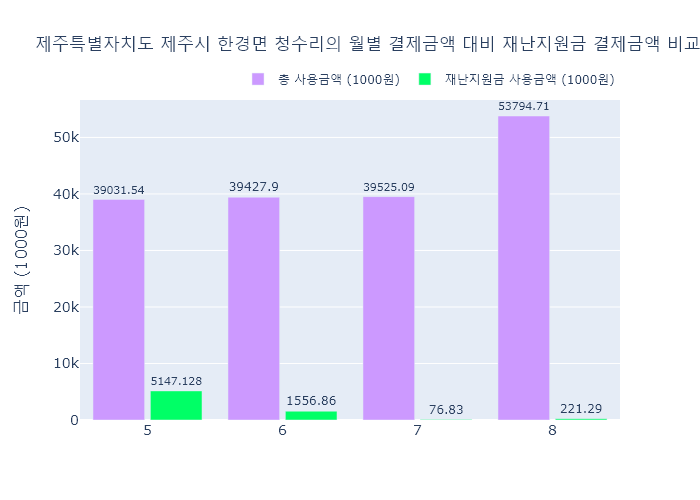 제주특별자치도 제주시 한경면 청수리의 월별 결제금액 대비 재난지원금 결제금액 비교
총 사용금액 (1000원)
재난지원금 사용금액 (1000원)
금액 (1000원)
50k
40k
30k
20k
10k
0
39031.54
5147.128
39427.9
1556.86
39525.09
76.83
53794.71
221.29
5
6
7
8